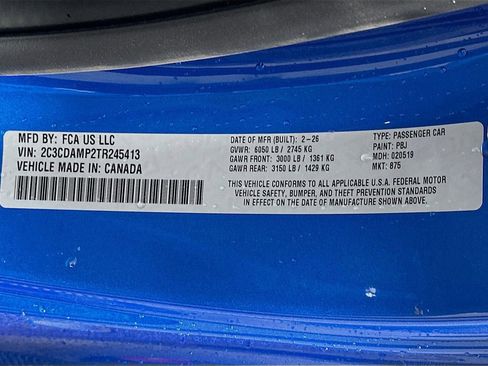 MFD BY: FCA US LLC
VIN: 2C3CDAMP2TR245413
VEHICLE MADE IN: CANADA
DATE OF MFR (BUILT): 2-26
GVWR: 6050 LB / 2745 KG
GAWR FRONT: 3000 LB / 1361 KG
GAWR REAR: 3150 LB / 1429 KG
TYPE: PASSENGER CAR
PAINT: PBJ
MDH: 020519
MKT: 875
THIS VEHICLE CONFORMS TO ALL APPLICABLE U.S.A. FEDERAL MOTOR
VEHICLE SAFETY, BUMPER, AND THEFT PREVENTION STANDARDS
IN EFFECT ON THE DATE OF MANUFACTURE SHOWN ABOVE.